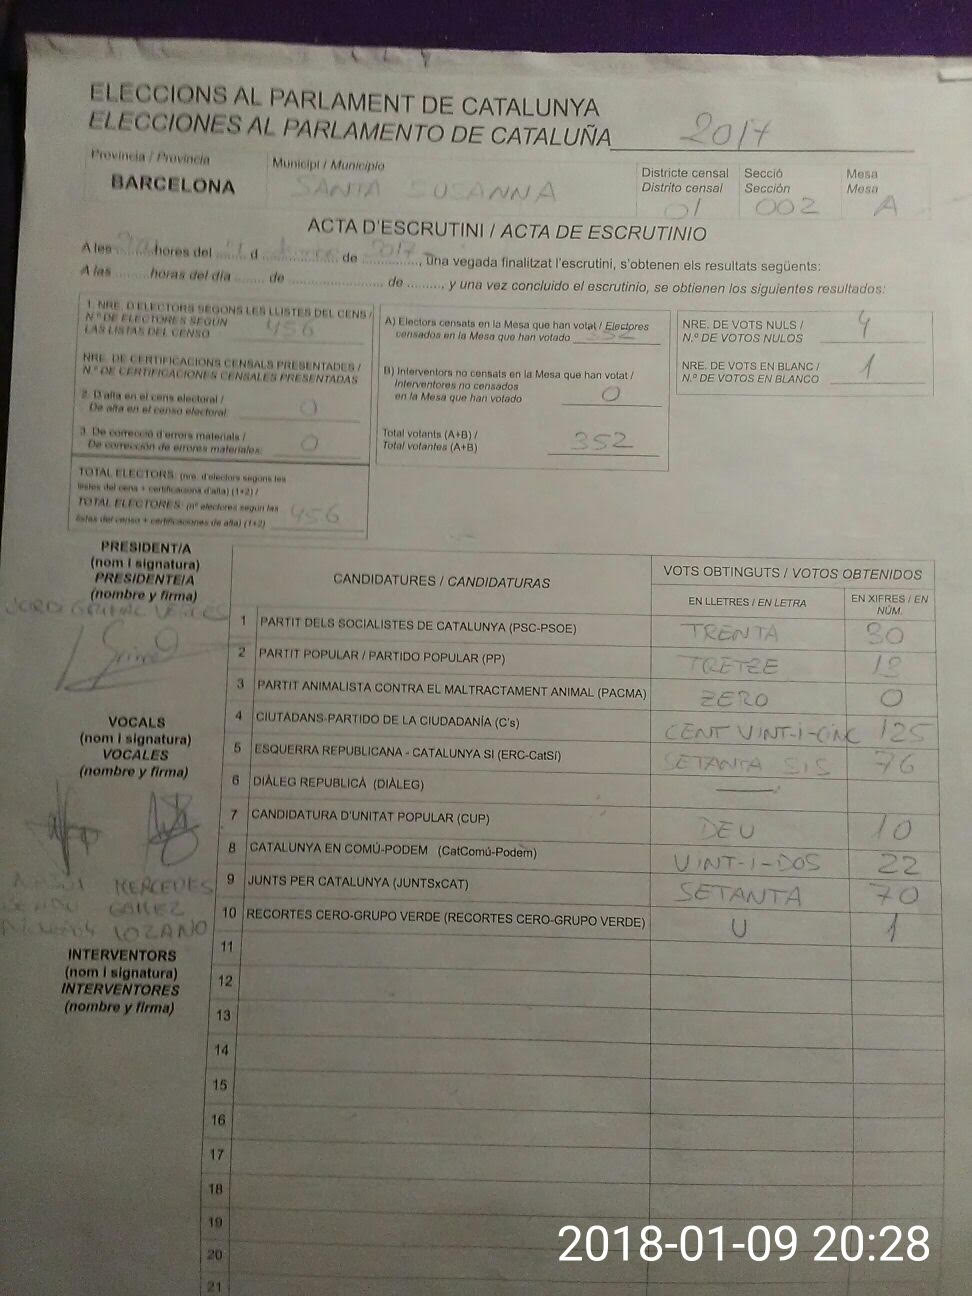 ELECCIONS AL PARLAMENT DE CATALUNYA
ELECCIONES AL PARLAMENTO DE CATALUÑA 2017
Provincia / Provincia
BARCELONA
Municipi / Municipio
SANTA SUSANNA
Districte censal
Distrito censal
01
Secció
Sección
002
Mesa
Mesa
A
ACTA D'ESCRUTINI / ACTA DE ESCRUTINIO
A les hores del d de 2017, una vegada finalitzat l'escrutini, s'obtenen els resultats següents:
A las horas del día de de , y una vez concluido el escrutinio, se obtienen los siguientes resultados:
1. NRE. D'ELECTORS SEGONS LES LLISTES DEL CENS /
N.º DE ELECTORES SEGÚN
LAS LISTAS DEL CENSO 456
NRE. DE CERTIFICACIONS CENSALS PRESENTADES /
N.º DE CERTIFICACIONES CENSALES PRESENTADAS
2. D'alta en el cens electoral /
De alta en el censo electoral 0
3. De correcció d'errors materials /
De corrección de errores materiales: 0
TOTAL ELECTORS: (nre. d'electors segons les
llistes del cens + certificacions d'alta) (1+2) /
TOTAL ELECTORES: (nº electores según las
listas del censo + certificaciones de alta) (1+2) 456
A) Electors censats en la Mesa que han votat / Electores
censados en la Mesa que han votado 352
B) Interventors no censats en la Mesa que han votat /
Interventores no censados
en la Mesa que han votado 0
Total votants (A+B) /
Total votantes (A+B) 352
NRE. DE VOTS NULS /
N.º DE VOTOS NULOS 4
NRE. DE VOTS EN BLANC /
N.º DE VOTOS EN BLANCO 1
PRESIDENT/A
(nom i signatura)
PRESIDENTE/A
(nombre y firma)
JORDI
VOCALS
(nom i signatura)
VOCALES
(nombre y firma)
MERCEDES
GAMEZ
LOZANO
INTERVENTORS
(nom i signatura)
INTERVENTORES
(nombre y firma)
CANDIDATURES / CANDIDATURAS
VOTS OBTINGUTS / VOTOS OBTENIDOS
EN LLETRES / EN LETRA
EN XIFRES / EN
NÚM.
1 PARTIT DELS SOCIALISTES DE CATALUNYA (PSC-PSOE) TRENTA 30
2 PARTIT POPULAR / PARTIDO POPULAR (PP) TRETZE 13
3 PARTIT ANIMALISTA CONTRA EL MALTRACTAMENT ANIMAL (PACMA) ZERO 0
4 CIUTADANS-PARTIDO DE LA CIUDADANÍA (C's) CENT VINT-I-CINC 125
5 ESQUERRA REPUBLICANA - CATALUNYA SI (ERC-CatSí) SETANTA SIS 76
6 DIÀLEG REPUBLICÀ (DIÀLEG)
7 CANDIDATURA D'UNITAT POPULAR (CUP) DEU 10
8 CATALUNYA EN COMÚ-PODEM (CatComú-Podem) VINT-I-DOS 22
9 JUNTS PER CATALUNYA (JUNTSxCAT) SETANTA 70
10 RECORTES CERO-GRUPO VERDE (RECORTES CERO-GRUPO VERDE) U 1
11
12
13
14
15
16
17
18
19
20
21
2018-01-09 20:28